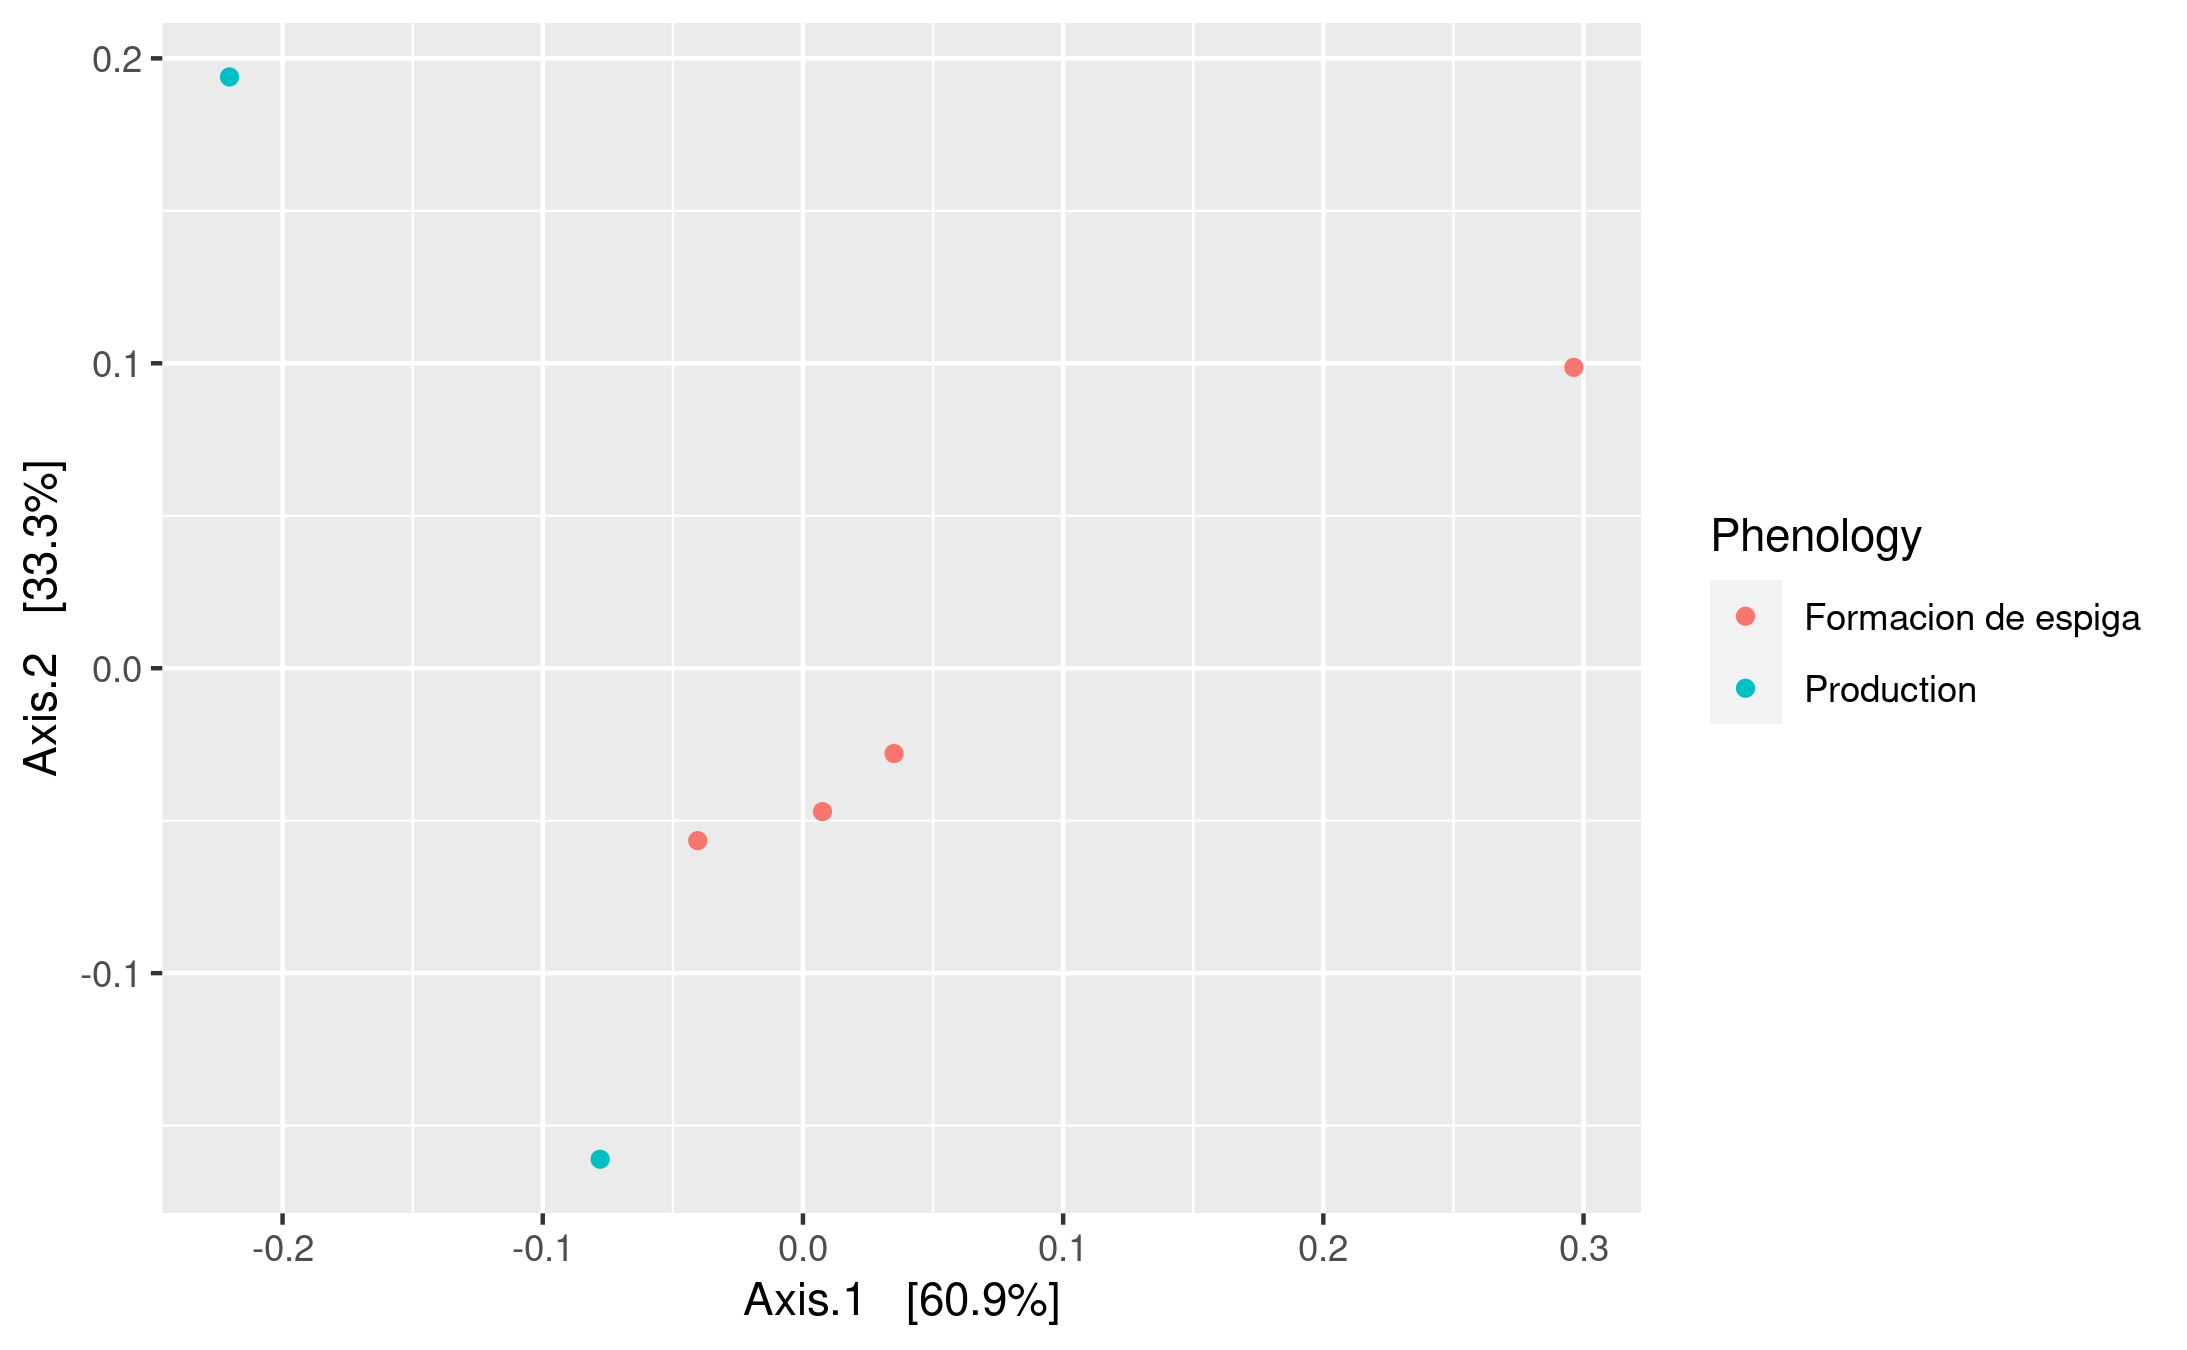 0.2
0.1
0.0
-0.1
Axis.2 [33.3%]
-0.2 -0.1 0.0 0.1 0.2 0.3
Axis.1 [60.9%]
Phenology
Formacion de espiga
Production